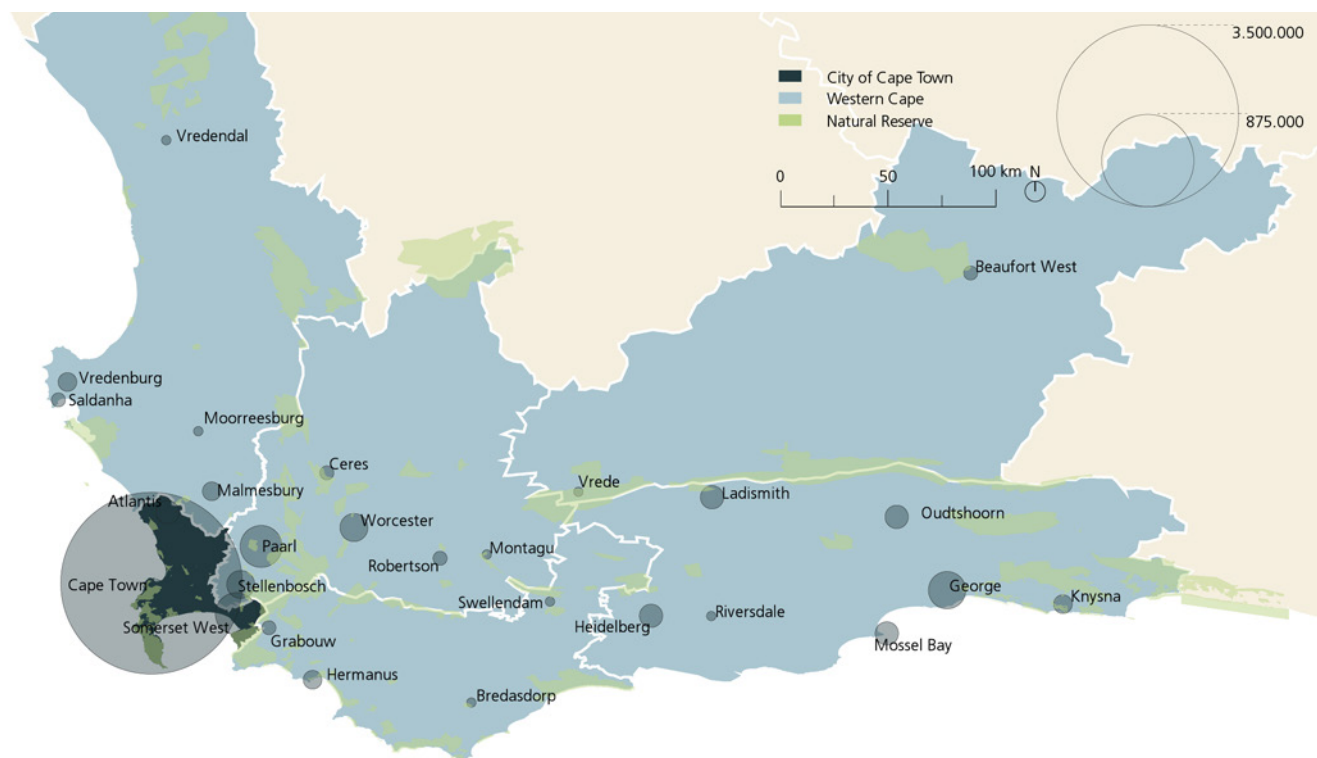 3.500.000
City of Cape Town
Western Cape
Natural Reserve
875.000
0
50
100 km
N
Vredendal
Beaufort West
Vredenburg
Saldanha
Moorreesburg
Ceres
Vrede
Ladismith
Malmesbury
Atlantis
Oudtshoorn
Worcester
Paarl
Montagu
Robertson
Cape Town
Stellenbosch
George
Knysna
Swellendam
Riversdale
Heidelberg
Somerset West
Grabouw
Mossel Bay
Hermanus
Bredasdorp